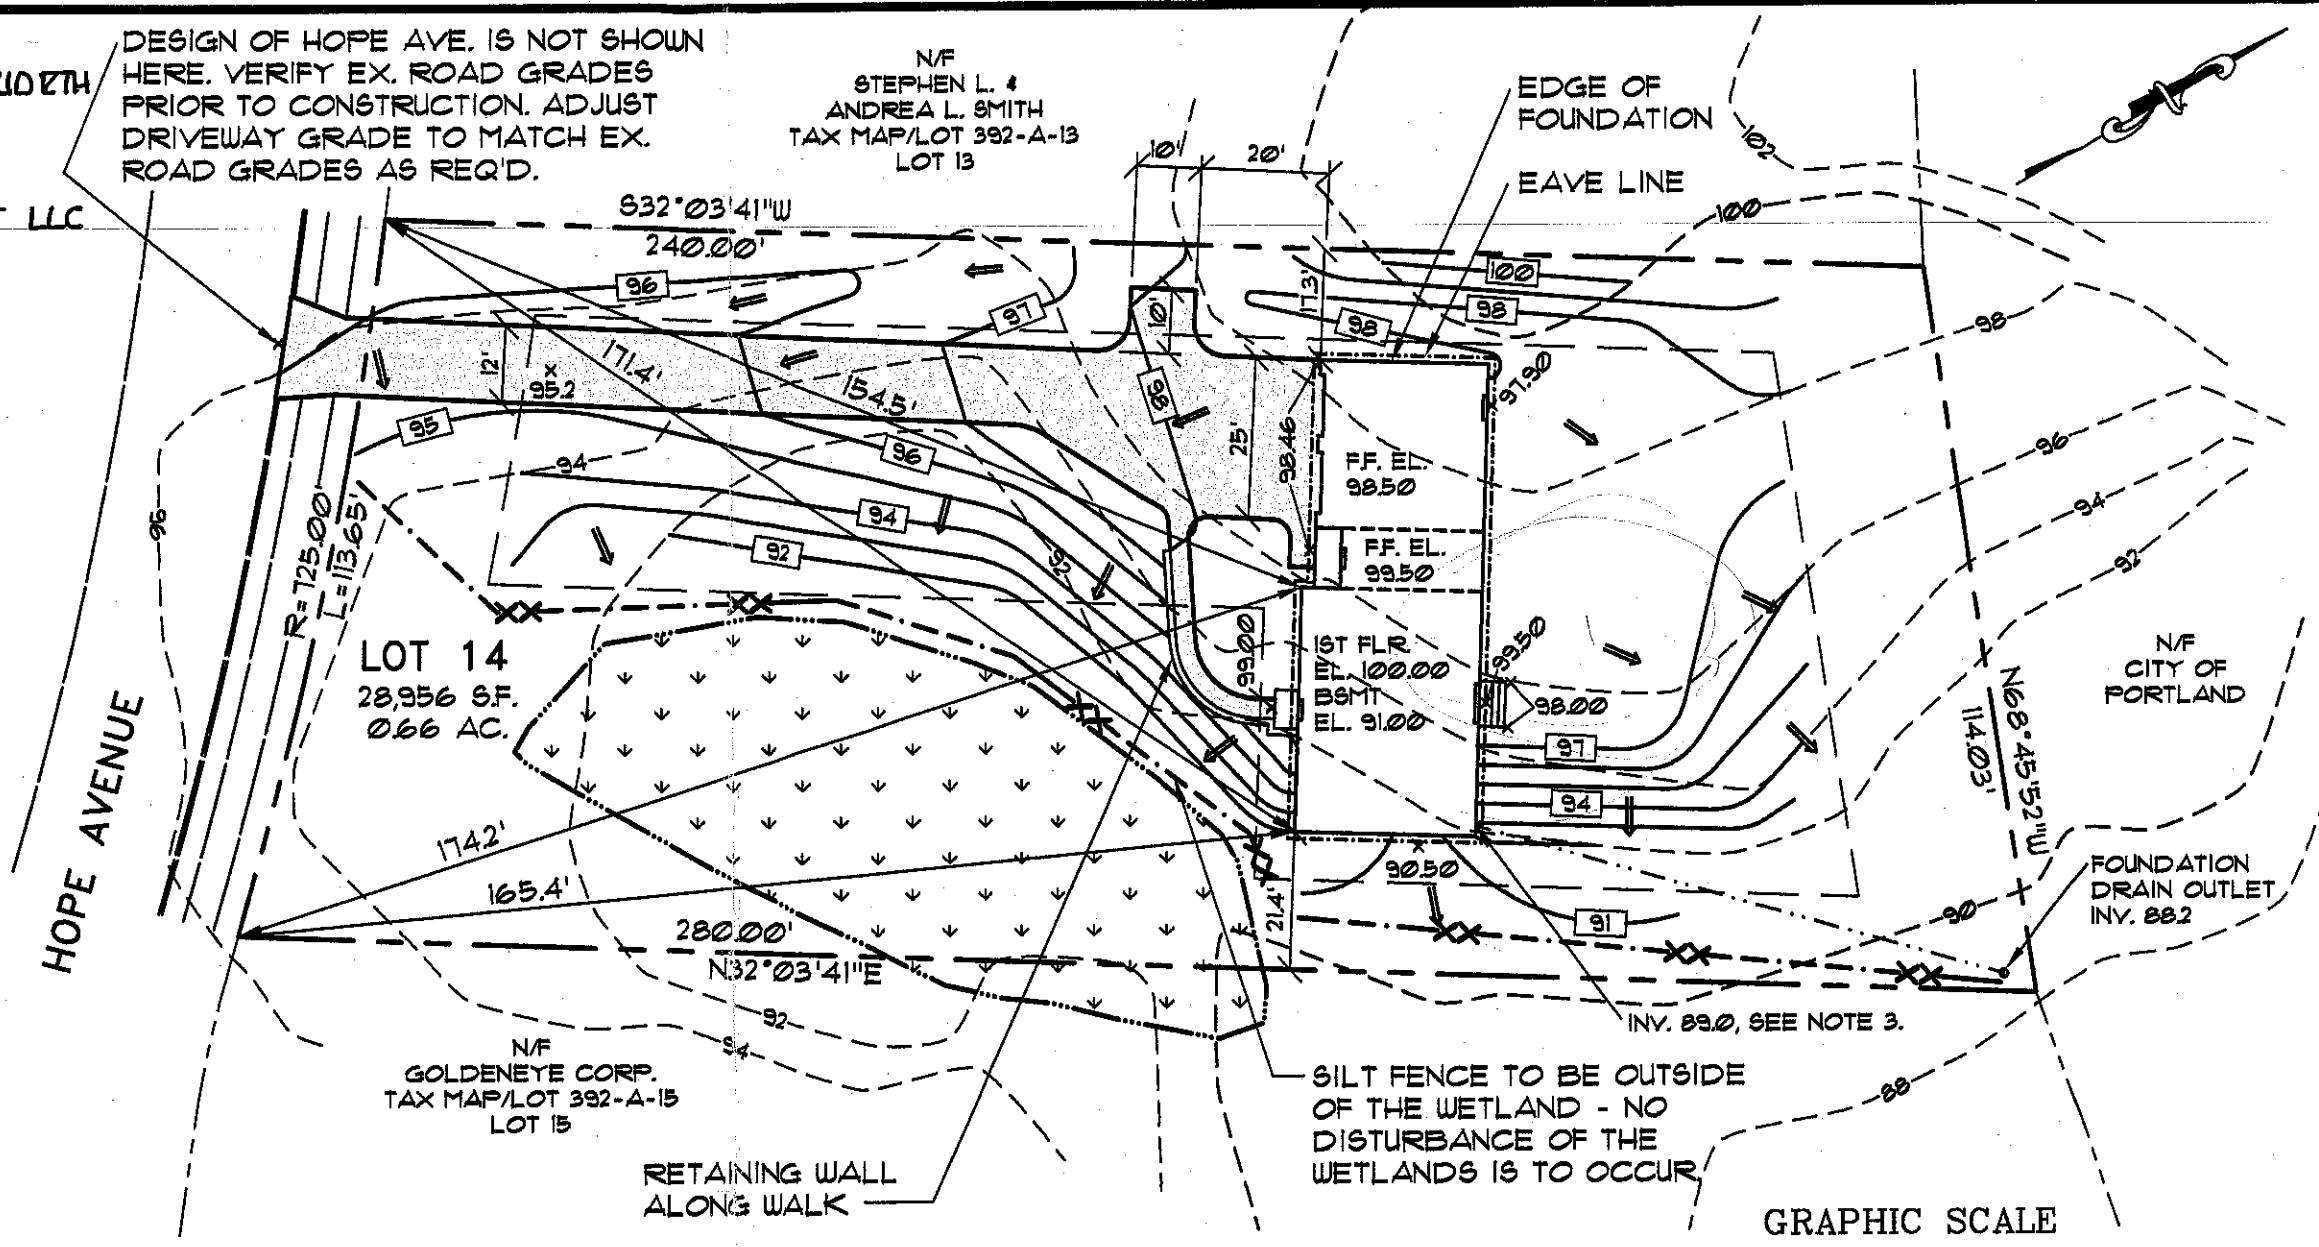 DESIGN OF HOPE AVE. IS NOT SHOWN
HERE. VERIFY EX. ROAD GRADES
PRIOR TO CONSTRUCTION. ADJUST
DRIVEWAY GRADE TO MATCH EX.
ROAD GRADES AS REQ'D.
LLC
N/F
STEPHEN L. &
ANDREA L. SMITH
TAX MAP/LOT 392-A-13
LOT 13
EDGE OF
FOUNDATION
EAVE LINE
102
100
10'
20'
S32°03'41"W
240.00'
96
97
10'
17.3'
100
98
98
98
12'
95.2
171.4'
154.5'
98
25'
98.46
97.90
95
94
96
94
92
92
96
F.F. EL.
98.50
F.F. EL.
99.50
96
94
92
R=725.00'
L=113.65'
LOT 14
28,956 S.F.
0.66 AC.
99.00
1ST FLR.
EL. 100.00
BSMT
EL. 91.00
99.50
98.00
97
94
N/F
CITY OF
PORTLAND
N68°45'52"W
114.03'
HOPE AVENUE
174.2'
165.4'
280.00'
N32°03'41"E
21.4'
90.50
91
90
FOUNDATION
DRAIN OUTLET
INV. 88.2
INV. 89.0, SEE NOTE 3.
92
94
88
N/F
GOLDENEYE CORP.
TAX MAP/LOT 392-A-15
LOT 15
SILT FENCE TO BE OUTSIDE
OF THE WETLAND - NO
DISTURBANCE OF THE
WETLANDS IS TO OCCUR
RETAINING WALL
ALONG WALK
GRAPHIC SCALE